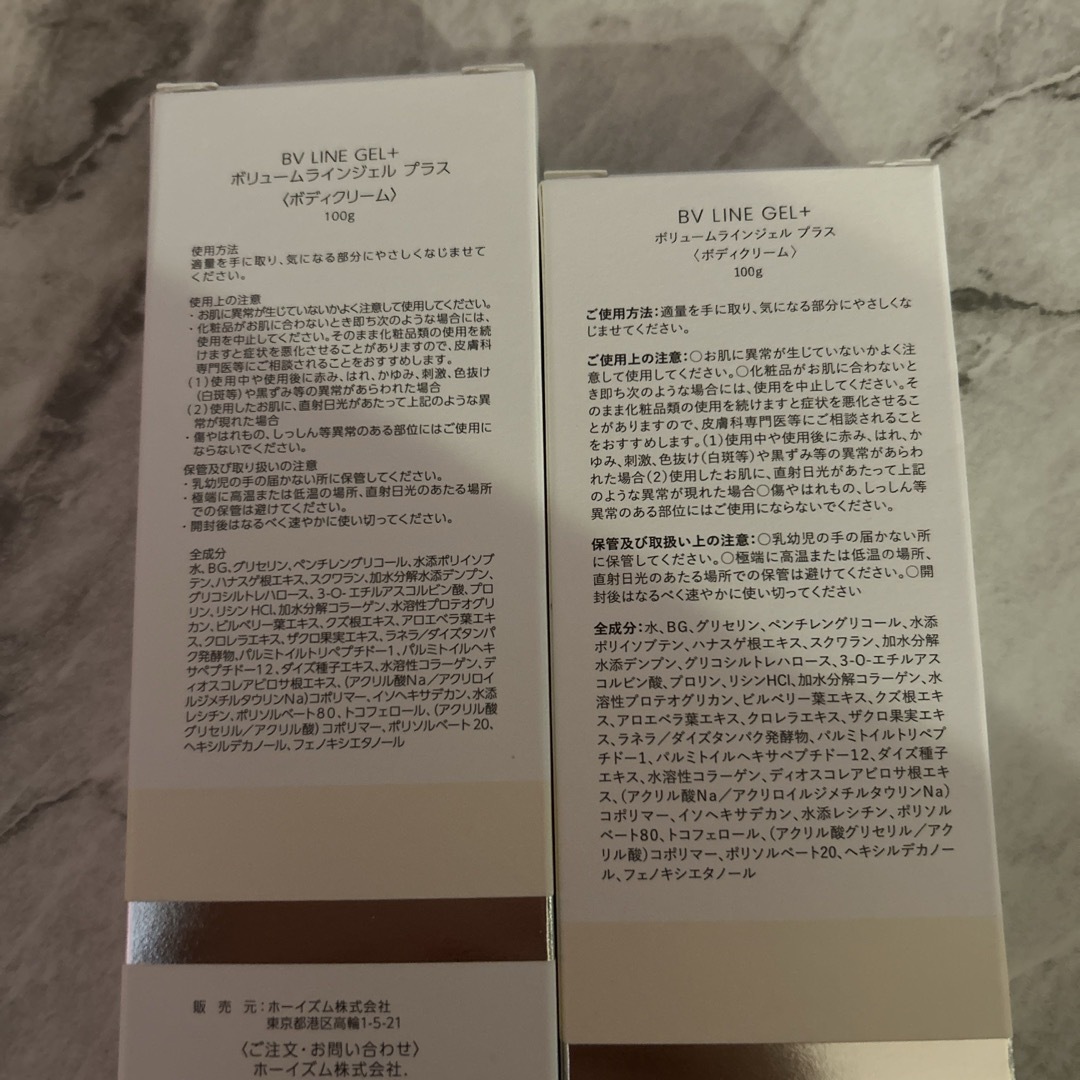 BV LINE GEL+
ボリュームラインジェル プラス
〈ボディクリーム〉
100g
使用方法
適量を手に取り、気になる部分にやさしくなじませて
ください。
使用上の注意
・お肌に異常が生じていないかよく注意して使用してください。
・化粧品がお肌に合わないとき即ち次のような場合には、
使用を中止してください。そのまま化粧品類の使用を続
けますと症状を悪化させることがありますので、皮膚科
専門医等にご相談されることをおすすめします。
(1)使用中や使用後に赤み、はれ、かゆみ、刺激、色抜け
(白斑等)や黒ずみ等の異常があらわれた場合
(2)使用したお肌に、直射日光があたって上記のような異
常が現れた場合
・傷やはれもの、しっしん等異常のある部位にはご使用に
ならないでください。
保管及び取り扱いの注意
・乳幼児の手の届かない所に保管してください。
・極端に高温または低温の場所、直射日光のあたる場所
での保管は避けてください。
・開封後はなるべく速やかに使い切ってください。
全成分
水、BG、グリセリン、ペンチレングリコール、水添ポリイソブ
テン、ハナスゲ根エキス、スクワラン、加水分解水添デンプン、
グリコシルトレハロース、3-O-エチルアスコルビン酸、プロ
リン、リシンHCl、加水分解コラーゲン、水溶性プロテオグリ
カン、ビルベリー葉エキス、クズ根エキス、アロエベラ葉エキ
ス、クロレラエキス、ザクロ果実エキス、ラネラ/ダイズタンパ
ク発酵物、パルミトイルトリペプチドー1、パルミトイルヘキ
サペプチドー12、ダイズ種子エキス、水溶性コラーゲン、デ
ィオスコレアビロサ根エキス、(アクリル酸Na/アクリロイ
ルジメチルタウリンNa)コポリマー、イソヘキサデカン、水添
レシチン、ポリソルベート80、トコフェロール、(アクリル酸
グリセリル/アクリル酸)コポリマー、ポリソルベート20、
ヘキシルデカノール、フェノキシエタノール
販 売 元：ホーイズム株式会社
東京都港区高輪1-5-21
〈ご注文・お問い合わせ〉
ホーイズム株式会社.
BV LINE GEL+
ボリュームラインジェル プラス
〈ボディクリーム〉
100g
ご使用方法：適量を手に取り、気になる部分にやさしくな
じませてください。
ご使用上の注意：○お肌に異常が生じていないかよく注
意して使用してください。○化粧品がお肌に合わないと
き即ち次のような場合には、使用を中止してください。そ
のまま化粧品類の使用を続けますと症状を悪化させるこ
とがありますので、皮膚科専門医等にご相談されること
をおすすめします。(1)使用中や使用後に赤み、はれ、か
ゆみ、刺激、色抜け(白斑等)や黒ずみ等の異常があらわ
れた場合(2)使用したお肌に、直射日光があたって上記
のような異常が現れた場合○傷やはれもの、しっしん等
異常のある部位にはご使用にならないでください。
保管及び取扱い上の注意：○乳幼児の手の届かない所
に保管してください。○極端に高温または低温の場所、
直射日光のあたる場所での保管は避けてください。○開
封後はなるべく速やかに使い切ってください
全成分：水、BG、グリセリン、ペンチレングリコール、水添
ポリイソブテン、ハナスゲ根エキス、スクワラン、加水分解
水添デンプン、グリコシルトレハロース、3-O-エチルアス
コルビン酸、プロリン、リシンHCl、加水分解コラーゲン、水
溶性プロテオグリカン、ビルベリー葉エキス、クズ根エキ
ス、アロエベラ葉エキス、クロレラエキス、ザクロ果実エキ
ス、ラネラ/ダイズタンパク発酵物、パルミトイルトリペプ
チドー1、パルミトイルヘキサペプチドー12、ダイズ種子
エキス、水溶性コラーゲン、ディオスコレアビロサ根エキ
ス、(アクリル酸Na/アクリロイルジメチルタウリンNa)
コポリマー、イソヘキサデカン、水添レシチン、ポリソル
ベート80、トコフェロール、(アクリル酸グリセリル/アク
リル酸)コポリマー、ポリソルベート20、ヘキシルデカノー
ル、フェノキシエタノール